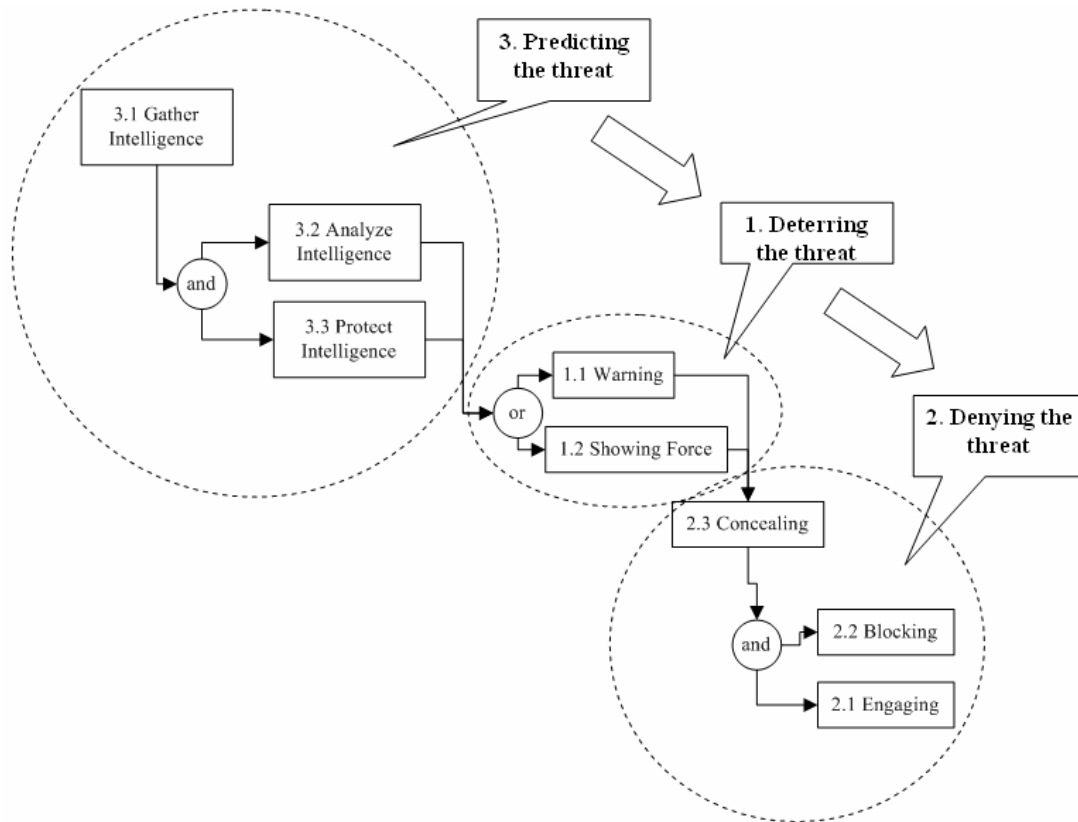 3. Predicting
the threat
3.1 Gather
Intelligence
1. Deterring
the threat
3.2 Analyze
Intelligence
and
3.3 Protect
Intelligence
1.1 Warning
or
2. Denying the
threat
1.2 Showing Force
2.3 Concealing
2.2 Blocking
and
2.1 Engaging